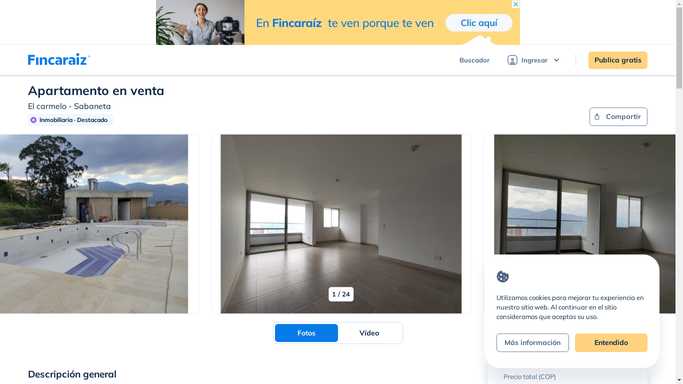 En Fincaraíz te ven porque te ven
Clic aquí
Fincaraíz
Buscador
Ingresar
Publica gratis
Apartamento en venta
El carmelo - Sabaneta
Inmobiliaria · Destacado
Compartir
1 / 24
Fotos
Vídeo
Utilizamos cookies para mejorar tu experiencia en
nuestro sitio web. Al continuar en el sitio
consideramos que aceptas su uso.
Más información
Entendido
Descripción general
Precio total (COP)